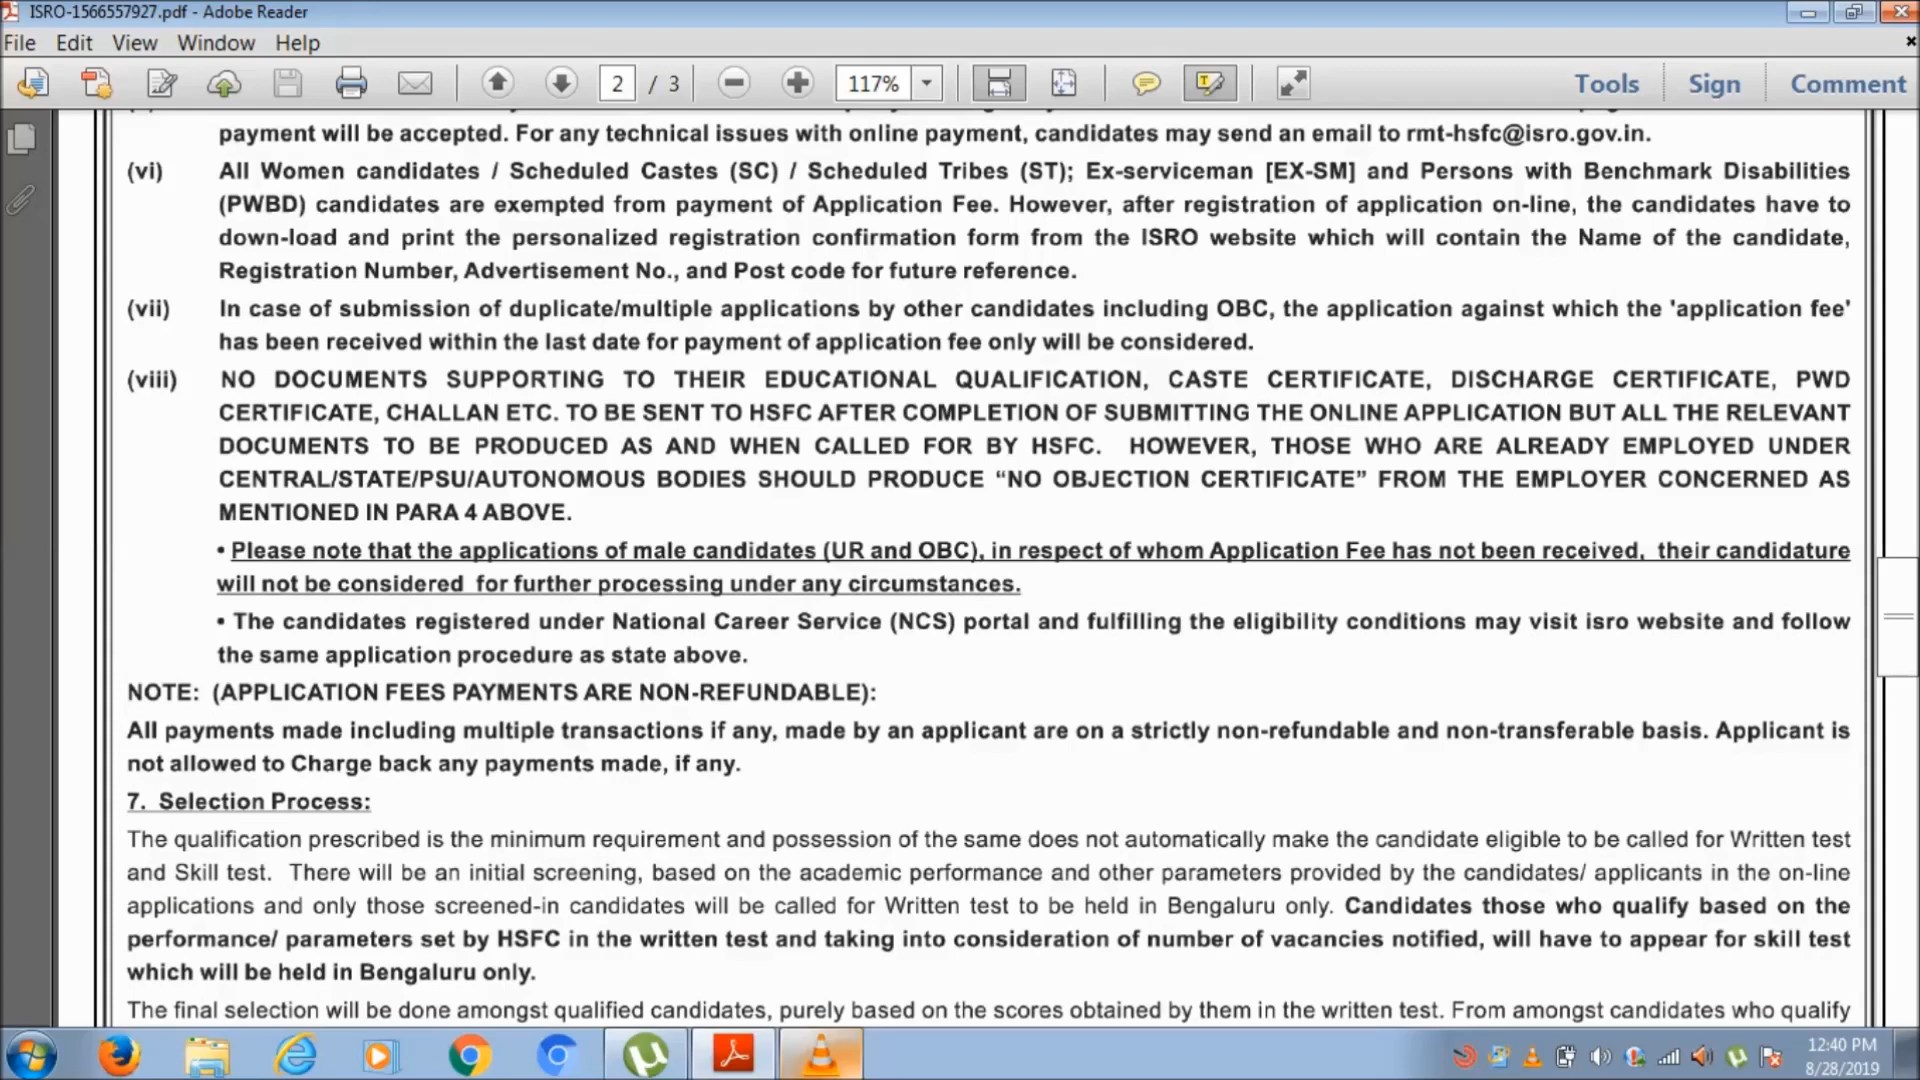 ISRO-1566557927.pdf - Adobe Reader
File Edit View Window Help
2 / 3 117% Tools Sign Comment
payment will be accepted. For any technical issues with online payment, candidates may send an email to rmt-hsfc@isro.gov.in.
(vi) All Women candidates / Scheduled Castes (SC) / Scheduled Tribes (ST); Ex-serviceman [EX-SM] and Persons with Benchmark Disabilities
(PWBD) candidates are exempted from payment of Application Fee. However, after registration of application on-line, the candidates have to
down-load and print the personalized registration confirmation form from the ISRO website which will contain the Name of the candidate,
Registration Number, Advertisement No., and Post code for future reference.
(vii) In case of submission of duplicate/multiple applications by other candidates including OBC, the application against which the 'application fee'
has been received within the last date for payment of application fee only will be considered.
(viii) NO DOCUMENTS SUPPORTING TO THEIR EDUCATIONAL QUALIFICATION, CASTE CERTIFICATE, DISCHARGE CERTIFICATE, PWD
CERTIFICATE, CHALLAN ETC. TO BE SENT TO HSFC AFTER COMPLETION OF SUBMITTING THE ONLINE APPLICATION BUT ALL THE RELEVANT
DOCUMENTS TO BE PRODUCED AS AND WHEN CALLED FOR BY HSFC. HOWEVER, THOSE WHO ARE ALREADY EMPLOYED UNDER
CENTRAL/STATE/PSU/AUTONOMOUS BODIES SHOULD PRODUCE “NO OBJECTION CERTIFICATE” FROM THE EMPLOYER CONCERNED AS
MENTIONED IN PARA 4 ABOVE.
• Please note that the applications of male candidates (UR and OBC), in respect of whom Application Fee has not been received, their candidature
will not be considered for further processing under any circumstances.
• The candidates registered under National Career Service (NCS) portal and fulfilling the eligibility conditions may visit isro website and follow
the same application procedure as state above.
NOTE: (APPLICATION FEES PAYMENTS ARE NON-REFUNDABLE):
All payments made including multiple transactions if any, made by an applicant are on a strictly non-refundable and non-transferable basis. Applicant is
not allowed to Charge back any payments made, if any.
7. Selection Process:
The qualification prescribed is the minimum requirement and possession of the same does not automatically make the candidate eligible to be called for Written test
and Skill test. There will be an initial screening, based on the academic performance and other parameters provided by the candidates/ applicants in the on-line
applications and only those screened-in candidates will be called for Written test to be held in Bengaluru only. Candidates those who qualify based on the
performance/ parameters set by HSFC in the written test and taking into consideration of number of vacancies notified, will have to appear for skill test
which will be held in Bengaluru only.
The final selection will be done amongst qualified candidates, purely based on the scores obtained by them in the written test. From amongst candidates who qualify
12:40 PM
8/28/2019